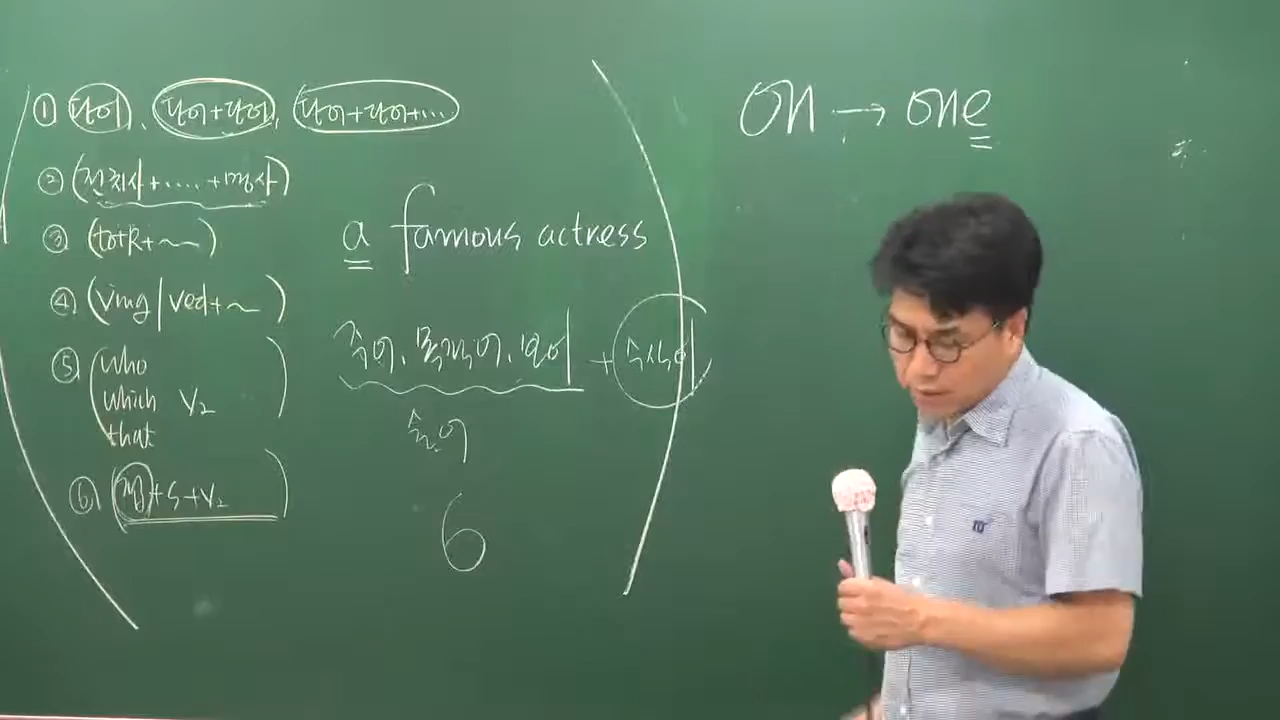 ① 단어, 단어+단어, 단어+단어+...
② (전치사+....+명사)
③ (to+R+~)
④ (Ving | Ved+~ )
⑤ (who
which V₂
that )
⑥ ( +S+V₂ )
a famous actress
주어, 목적어, 보어 + 수식어
주어
6
on → one